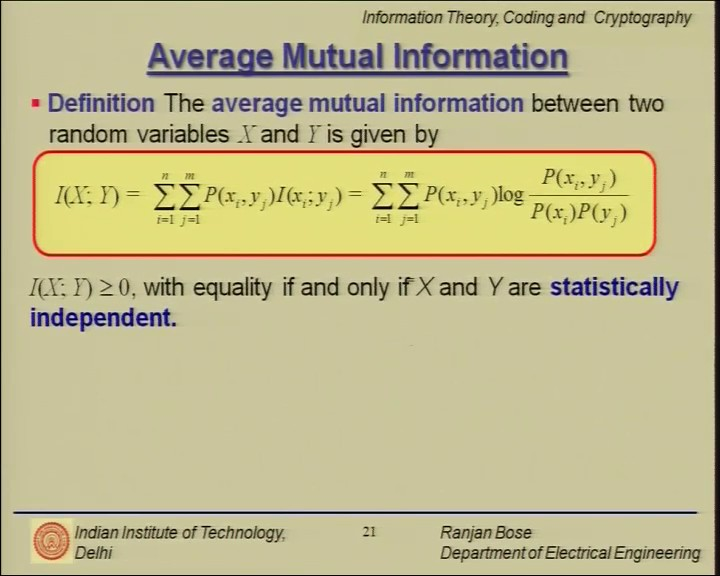 Information Theory, Coding and Cryptography
Average Mutual Information
▪ Definition The average mutual information between two
random variables X and Y is given by
I(X; Y) = ∑_{i=1}^{n} ∑_{j=1}^{m} P(x_i, y_j)I(x_i; y_j) = ∑_{i=1}^{n} ∑_{j=1}^{m} P(x_i, y_j)log P(x_i, y_j) / P(x_i)P(y_j)
I(X; Y) ≥ 0, with equality if and only if X and Y are statistically
independent.
Indian Institute of Technology,
Delhi
21
Ranjan Bose
Department of Electrical Engineering